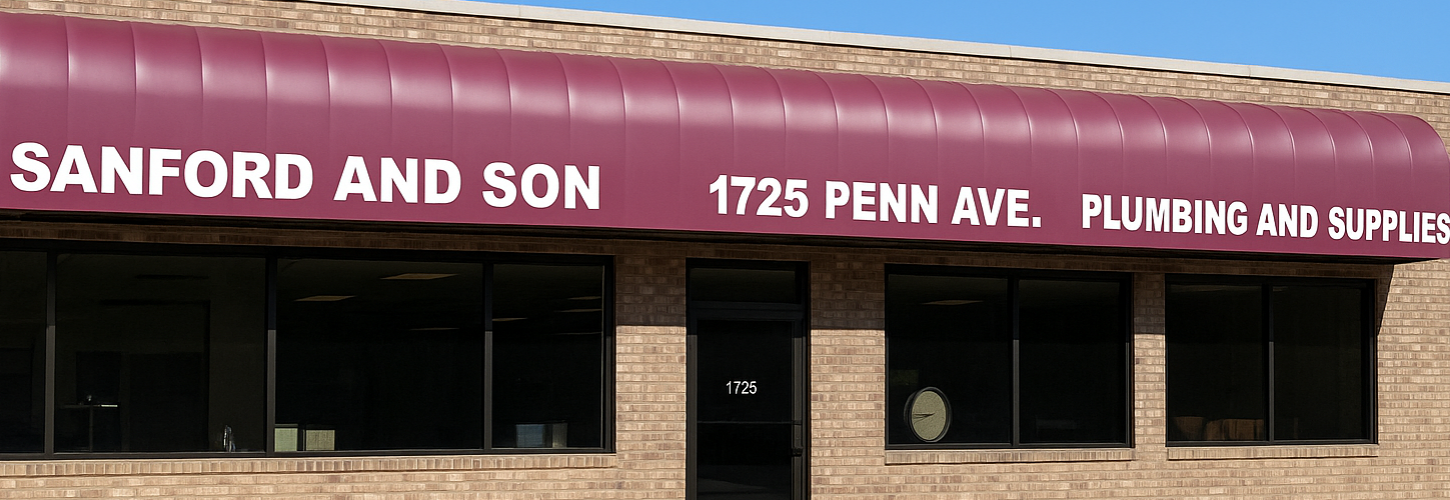 SANFORD AND SON 1725 PENN AVE. PLUMBING AND SUPPLIES
1725